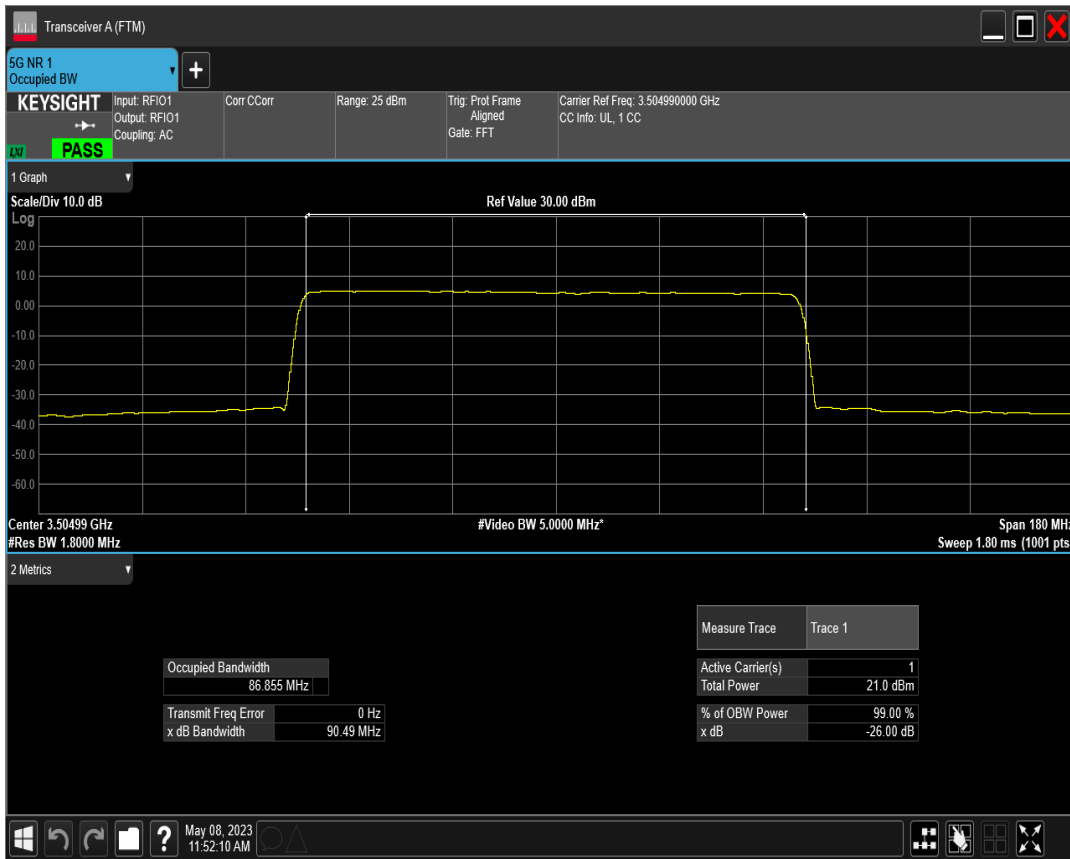 Transceiver A (FTM)
5G NR 1
Occupied BW
KEYSIGHT
LXI
PASS
Input: RFIO1
Output: RFIO1
Coupling: AC
Corr CCorr
Range: 25 dBm
Trig: Prot Frame
Aligned
Gate: FFT
Carrier Ref Freq: 3.504990000 GHz
CC Info: UL, 1 CC
1 Graph
Scale/Div 10.0 dB
Ref Value 30.00 dBm
Log
20.0
10.0
0.00
-10.0
-20.0
-30.0
-40.0
-50.0
-60.0
Center 3.50499 GHz
#Video BW 5.0000 MHz*
Span 180 MHz
#Res BW 1.8000 MHz
Sweep 1.80 ms (1001 pts
2 Metrics
Measure Trace Trace 1
Occupied Bandwidth
86.855 MHz
Active Carrier(s) 1
Total Power 21.0 dBm
Transmit Freq Error 0 Hz
x dB Bandwidth 90.49 MHz
% of OBW Power 99.00 %
x dB -26.00 dB
?
May 08, 2023
11:52:10 AM